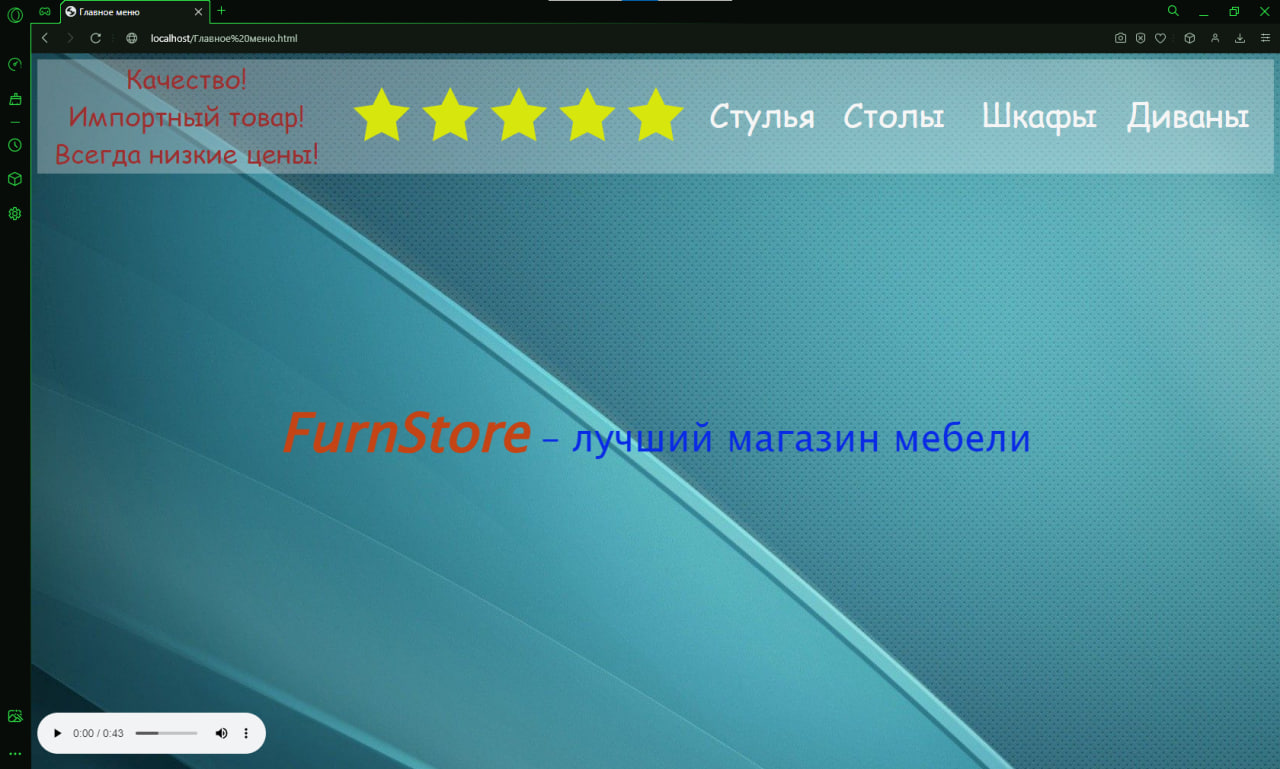 Главное меню
localhost/Главное%20меню.html
Качество!
Импортный товар!
Всегда низкие цены!
Стулья Столы Шкафы Диваны
FurnStore – лучший магазин мебели
0:00 / 0:43